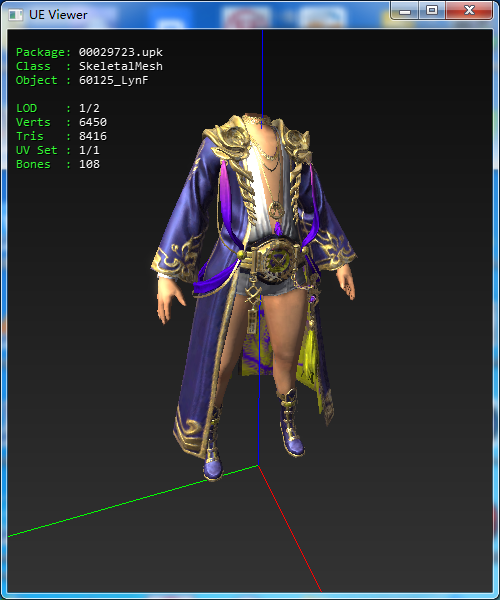 UE Viewer
Package: 00029723.upk
Class : SkeletalMesh
Object : 60125_LynF
LOD : 1/2
Verts : 6450
Tris : 8416
UV Set : 1/1
Bones : 108